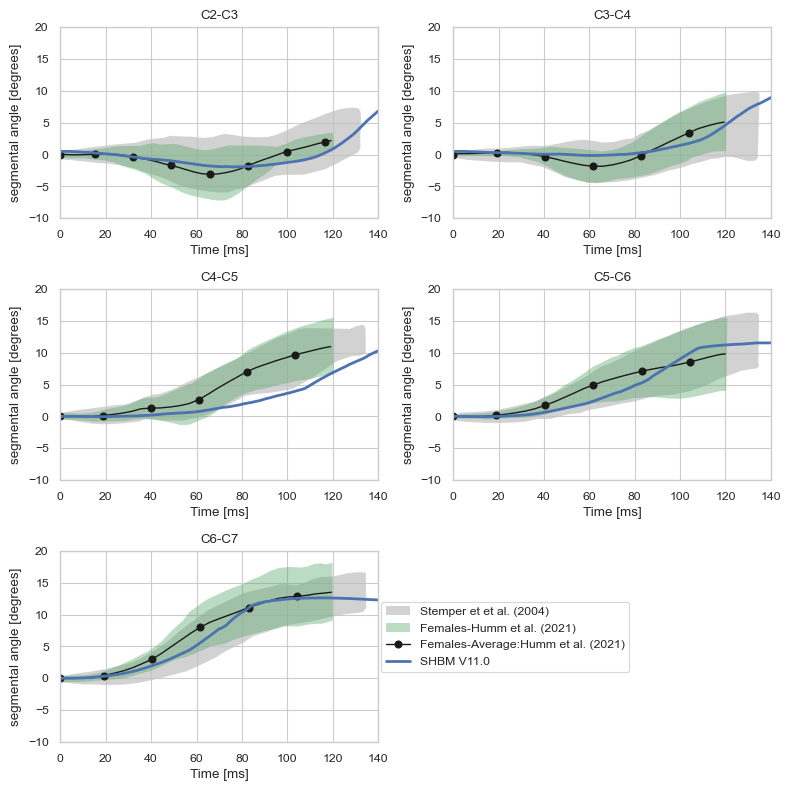 C2-C3
20
15
10
5
0
−5
−10
segmental angle [degrees]
0 20 40 60 80 100 120 140
Time [ms]
C3-C4
20
15
10
5
0
−5
−10
segmental angle [degrees]
0 20 40 60 80 100 120 140
Time [ms]
C4-C5
20
15
10
5
0
−5
−10
segmental angle [degrees]
0 20 40 60 80 100 120 140
Time [ms]
C5-C6
20
15
10
5
0
−5
−10
segmental angle [degrees]
0 20 40 60 80 100 120 140
Time [ms]
C6-C7
20
15
10
5
0
−5
−10
segmental angle [degrees]
0 20 40 60 80 100 120 140
Time [ms]
Stemper et et al. (2004)
Females-Humm et al. (2021)
Females-Average:Humm et al. (2021)
SHBM V11.0